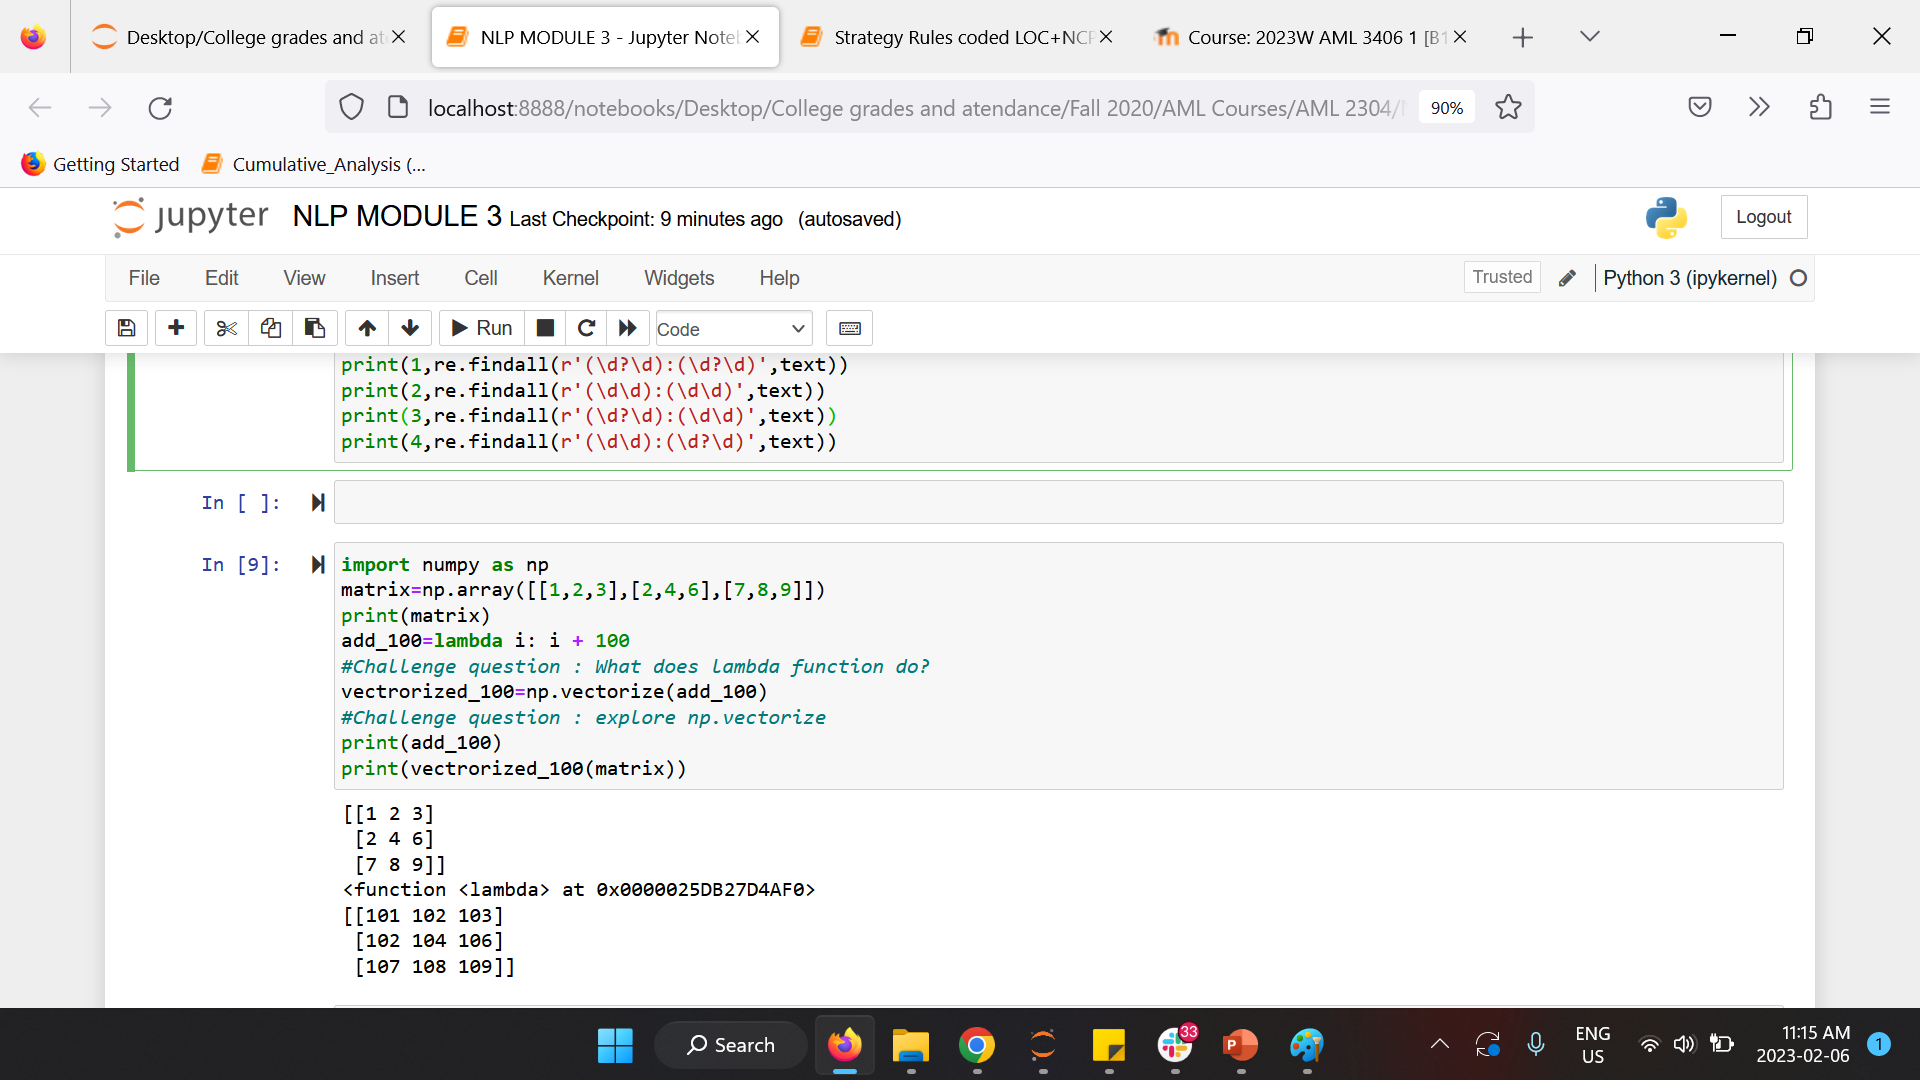 Desktop/College grades and at
NLP MODULE 3 - Jupyter Note
Strategy Rules coded LOC+NCP
Course: 2023W AML 3406 1 [B1
localhost:8888/notebooks/Desktop/College grades and atendance/Fall 2020/AML Courses/AML 2304/
90%
Getting Started
Cumulative_Analysis (...
jupyter NLP MODULE 3 Last Checkpoint: 9 minutes ago (autosaved)
Logout
File Edit View Insert Cell Kernel Widgets Help
Trusted
Python 3 (ipykernel)
Run
Code
print(1,re.findall(r'(\d?\d):(\d?\d)',text))
print(2,re.findall(r'(\d\d):(\d\d)',text))
print(3,re.findall(r'(\d?\d):(\d\d)',text))
print(4,re.findall(r'(\d\d):(\d?\d)',text))
In [ ]:
In [9]:
import numpy as np
matrix=np.array([[1,2,3],[2,4,6],[7,8,9]])
print(matrix)
add_100=lambda i: i + 100
#Challenge question : What does lambda function do?
vectrorized_100=np.vectorize(add_100)
#Challenge question : explore np.vectorize
print(add_100)
print(vectrorized_100(matrix))
[[1 2 3]
[2 4 6]
[7 8 9]]
<function <lambda> at 0x0000025DB27D4AF0>
[[101 102 103]
[102 104 106]
[107 108 109]]
Search
33
P
ENG
US
11:15 AM
2023-02-06
1